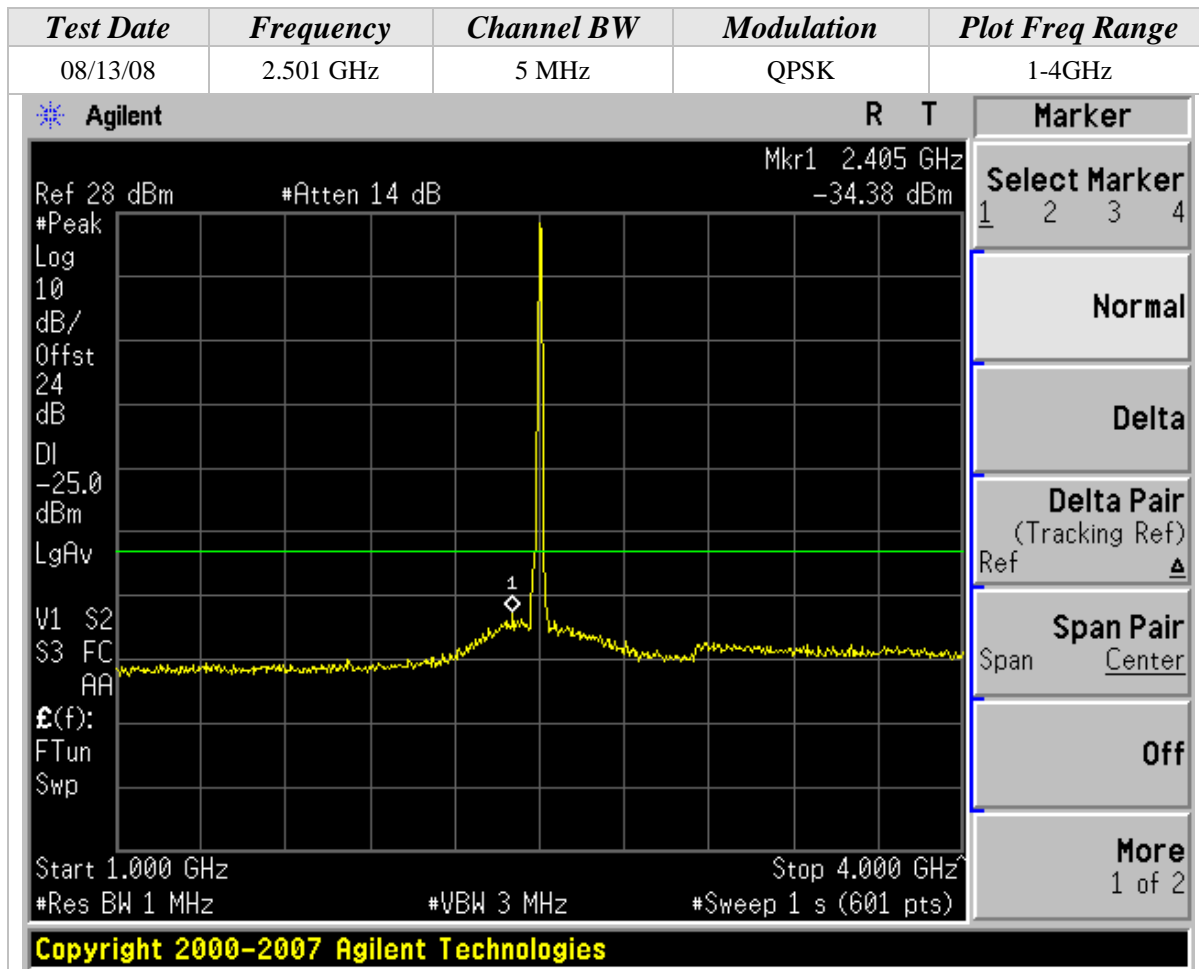 Test Date Frequency Channel BW Modulation Plot Freq Range
08/13/08 2.501 GHz 5 MHz QPSK 1-4GHz
Agilent R T Marker
Mkr1 2.405 GHz
Ref 28 dBm #Atten 14 dB -34.38 dBm
#Peak
Log
10
dB/
Offst
24
dB
DI
-25.0
dBm
LgAv
1
V1 S2
S3 FC
AA
£(f):
FTun
Swp
Start 1.000 GHz Stop 4.000 GHz^
#Res BW 1 MHz #VBW 3 MHz #Sweep 1 s (601 pts)
Select Marker
1 2 3 4
Normal
Delta
Delta Pair
(Tracking Ref)
Ref Δ
Span Pair
Span Center
Off
More
1 of 2
Copyright 2000-2007 Agilent Technologies